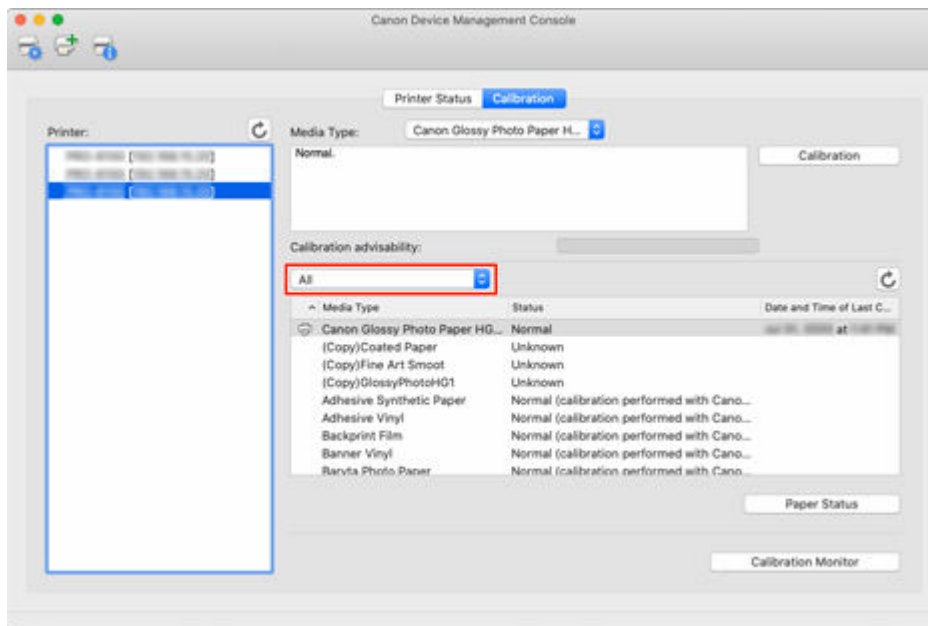 Canon Device Management Console
Printer Status Calibration
Printer:
Media Type: Canon Glossy Photo Paper H...
Normal.
Calibration
Calibration advisability:
All
Media Type Status Date and Time of Last C...
Canon Glossy Photo Paper HG... Normal at
(Copy)Coated Paper Unknown
(Copy)Fine Art Smoot Unknown
(Copy)GlossyPhotoHG1 Unknown
Adhesive Synthetic Paper Normal (calibration performed with Cano...
Adhesive Vinyl Normal (calibration performed with Cano...
Backprint Film Normal (calibration performed with Cano...
Banner Vinyl Normal (calibration performed with Cano...
Baryta Photo Paper Normal (calibration performed with Cano...
Paper Status
Calibration Monitor